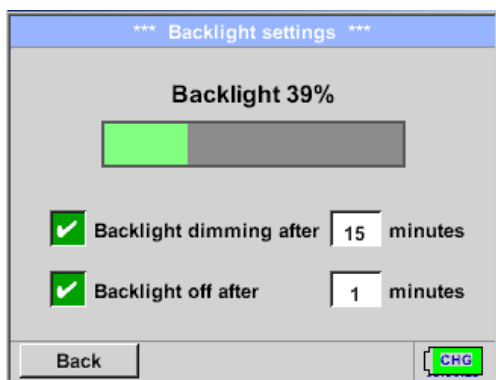 *** Backlight settings ***
Backlight 39%
Backlight dimming after 15 minutes
Backlight off after 1 minutes
Back
CHG